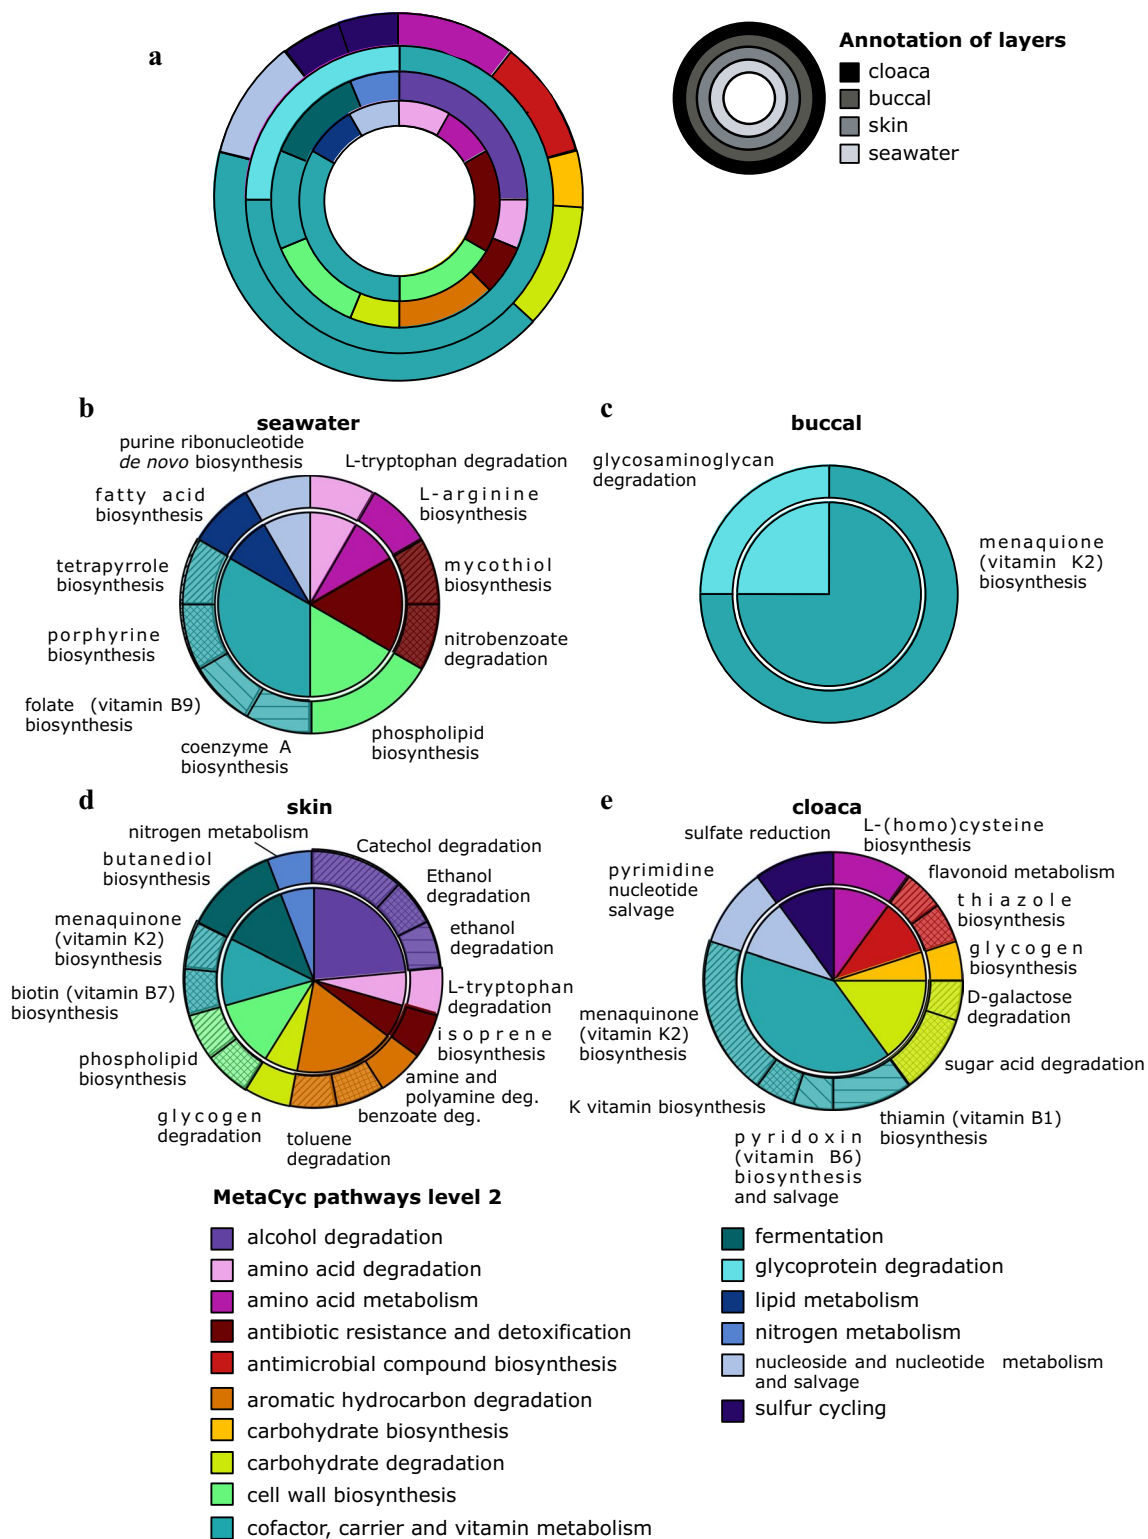 a
Annotation of layers
cloaca
buccal
skin
seawater
b
seawater
purine ribonucleotide
de novo biosynthesis
L-tryptophan degradation
fatty acid
biosynthesis
L-arginine
biosynthesis
tetrapyrrole
biosynthesis
mycothiol
biosynthesis
porphyrine
biosynthesis
nitrobenzoate
degradation
folate (vitamin B9)
biosynthesis
coenzyme A
biosynthesis
phospholipid
biosynthesis
c
buccal
glycosaminoglycan
degradation
menaquione
(vitamin K2)
biosynthesis
d
skin
nitrogen metabolism
Catechol degradation
butanediol
biosynthesis
Ethanol
degradation
menaquinone
(vitamin K2)
biosynthesis
ethanol
degradation
biotin (vitamin B7)
biosynthesis
L-tryptophan
degradation
isoprene
biosynthesis
phospholipid
biosynthesis
amine and
polyamine deg.
glycogen
degradation
benzoate deg.
toluene
degradation
e
cloaca
sulfate reduction
L-(homo)cysteine
biosynthesis
pyrimidine
nucleotide
salvage
flavonoid metabolism
thiazole
biosynthesis
glycogen
biosynthesis
D-galactose
degradation
menaquinone
(vitamin K2)
biosynthesis
sugar acid degradation
K vitamin biosynthesis
thiamin (vitamin B1)
biosynthesis
pyridoxin
(vitamin B6)
biosynthesis
and salvage
MetaCyc pathways level 2
alcohol degradation
amino acid degradation
amino acid metabolism
antibiotic resistance and detoxification
antimicrobial compound biosynthesis
aromatic hydrocarbon degradation
carbohydrate biosynthesis
carbohydrate degradation
cell wall biosynthesis
cofactor, carrier and vitamin metabolism
fermentation
glycoprotein degradation
lipid metabolism
nitrogen metabolism
nucleoside and nucleotide metabolism
and salvage
sulfur cycling